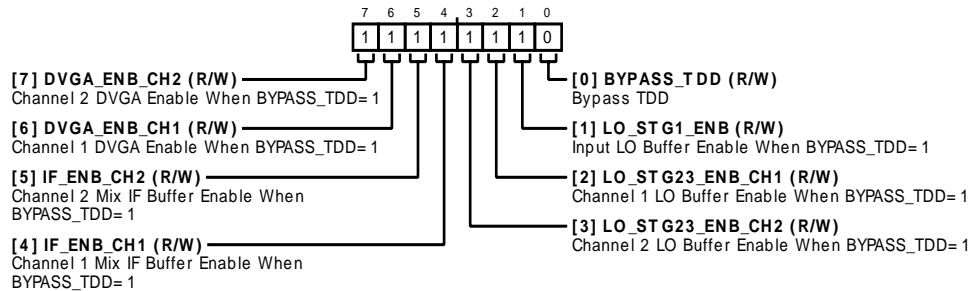 7 6 5 4 3 2 1 0
1 1 1 1 1 1 1 0
[7] DVGA_ENB_CH2 (R/W)
Channel 2 DVGA Enable When BYPASS_TDD=1
[6] DVGA_ENB_CH1 (R/W)
Channel 1 DVGA Enable When BYPASS_TDD=1
[5] IF_ENB_CH2 (R/W)
Channel 2 Mix IF Buffer Enable When
BYPASS_TDD=1
[4] IF_ENB_CH1 (R/W)
Channel 1 Mix IF Buffer Enable When
BYPASS_TDD=1
[0] BYPASS_TDD (R/W)
Bypass TDD
[1] LO_STG1_ENB (R/W)
Input LO Buffer Enable When BYPASS_TDD=1
[2] LO_STG23_ENB_CH1 (R/W)
Channel 1 LO Buffer Enable When BYPASS_TDD=1
[3] LO_STG23_ENB_CH2 (R/W)
Channel 2 LO Buffer Enable When BYPASS_TDD=1